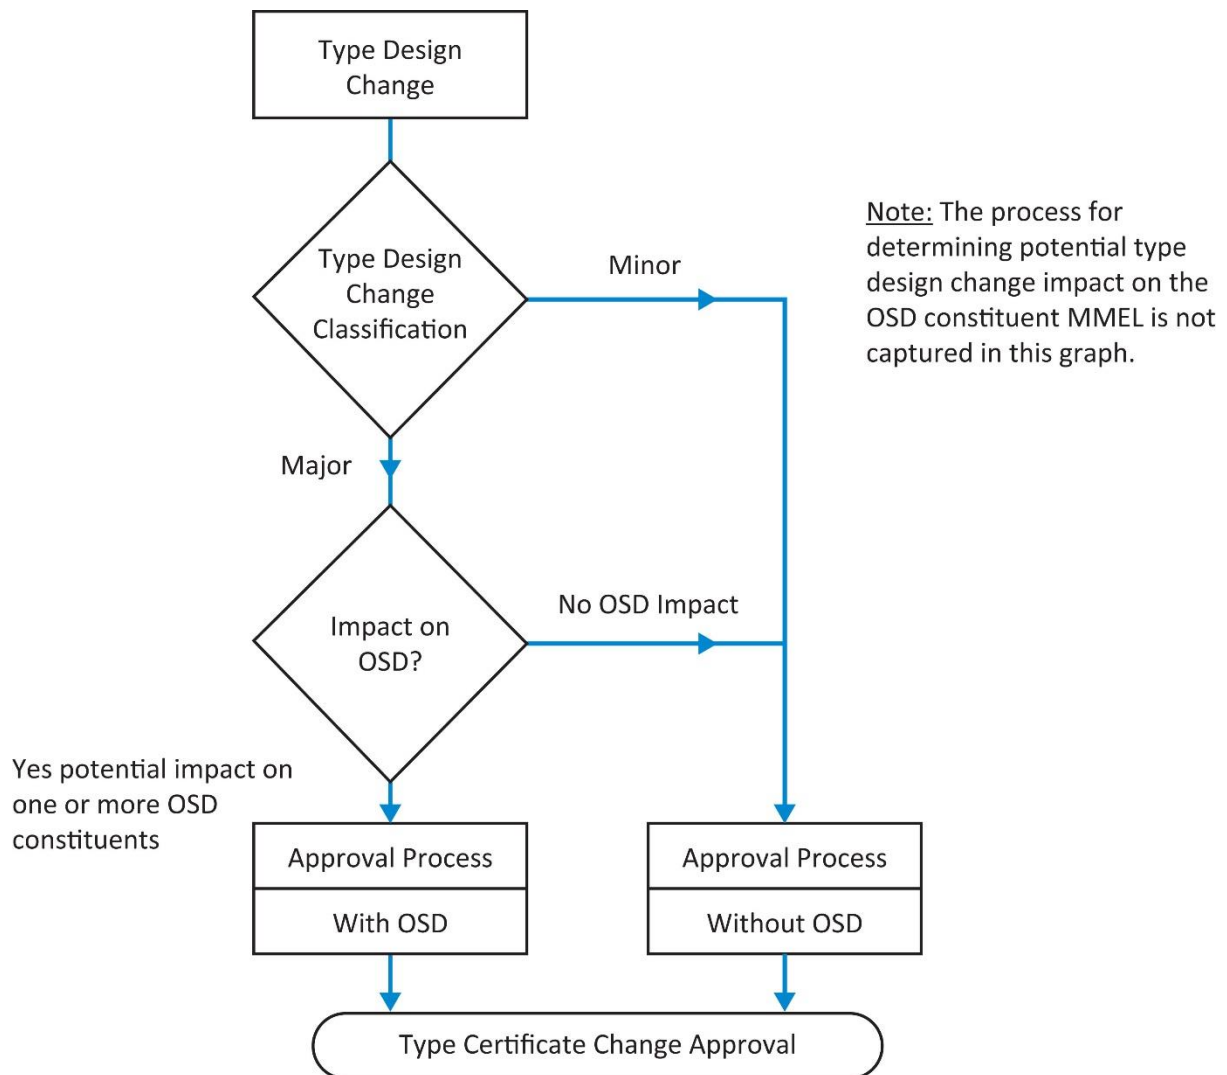 Type Design
Change
Type Design
Change
Classification
Minor
Note: The process for
determining potential type
design change impact on the
OSD constituent MMEL is not
captured in this graph.
Major
Impact on
OSD?
No OSD Impact
Yes potential impact on
one or more OSD
constituents
Approval Process
With OSD
Approval Process
Without OSD
Type Certificate Change Approval